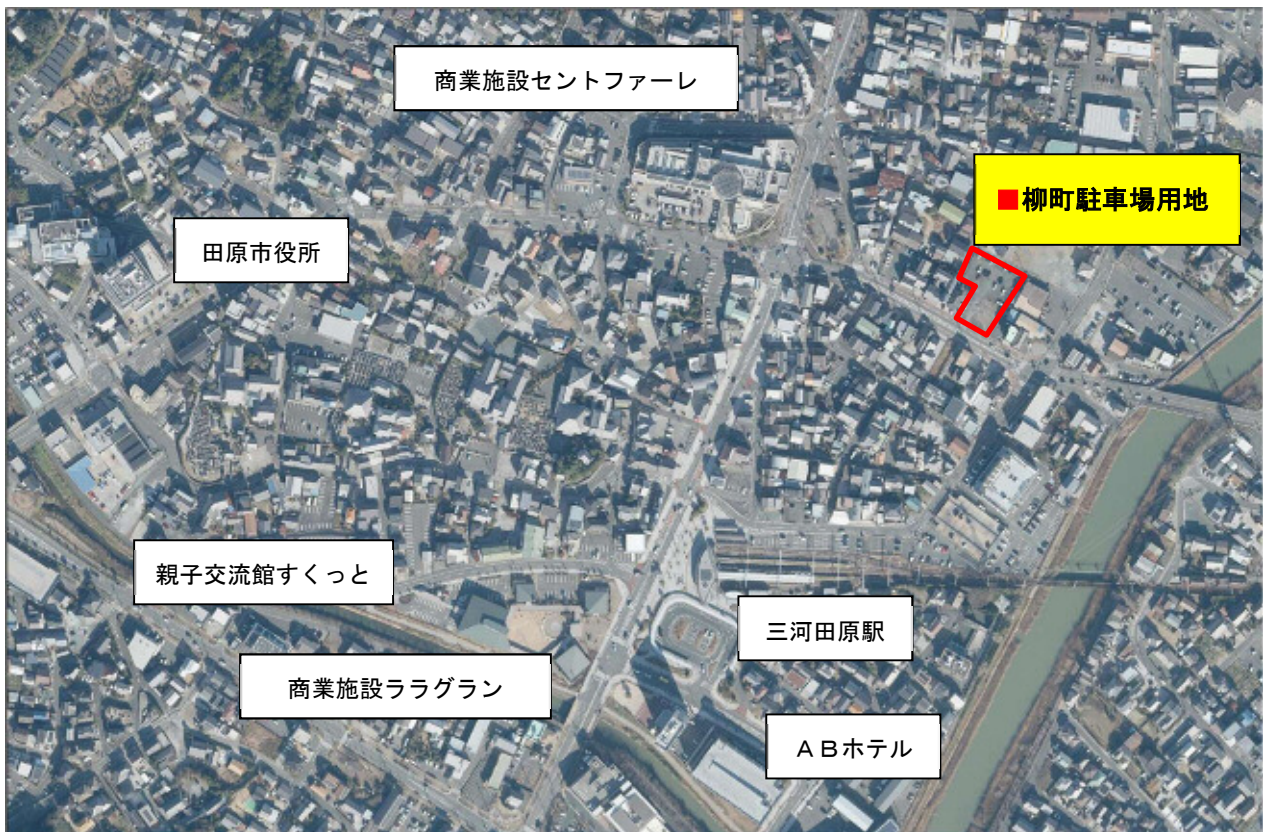 商業施設セントファーレ
■柳町駐車場用地
田原市役所
親子交流館すくっと
三河田原駅
商業施設ララグラン
ＡＢホテル